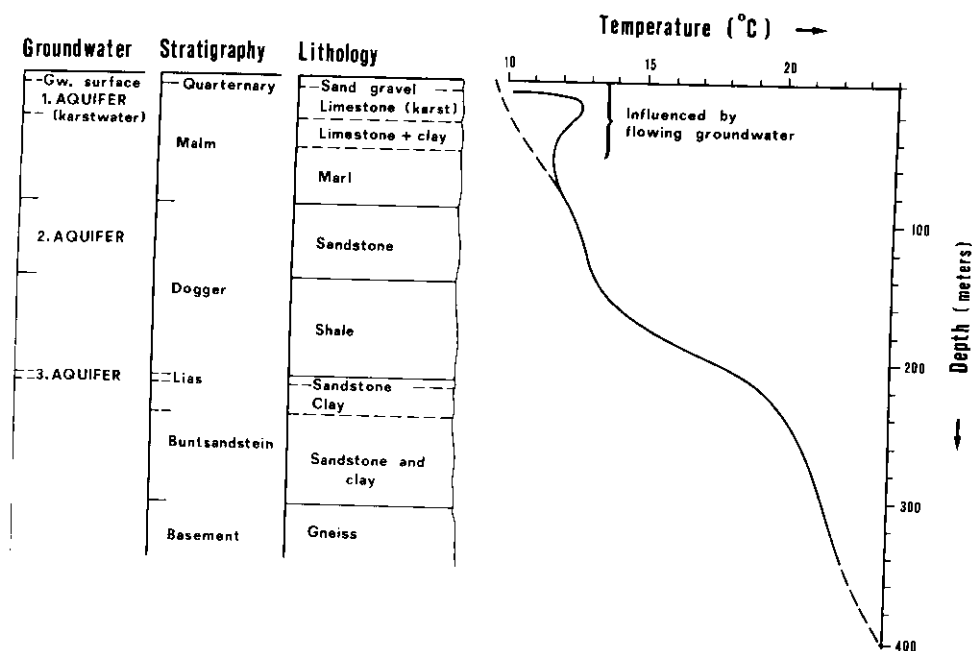 Groundwater
Gw. surface
1. AQUIFER
(karstwater)
2. AQUIFER
3. AQUIFER
Stratigraphy
Quarternary
Malm
Dogger
Lias
Buntsandstein
Basement
Lithology
Sand gravel
Limestone (karst)
Limestone + clay
Marl
Sandstone
Shale
Sandstone
Clay
Sandstone and
clay
Gneiss
Temperature (°C)
10 15 20
Influenced by
flowing groundwater
100
200
300
400
Depth (meters)